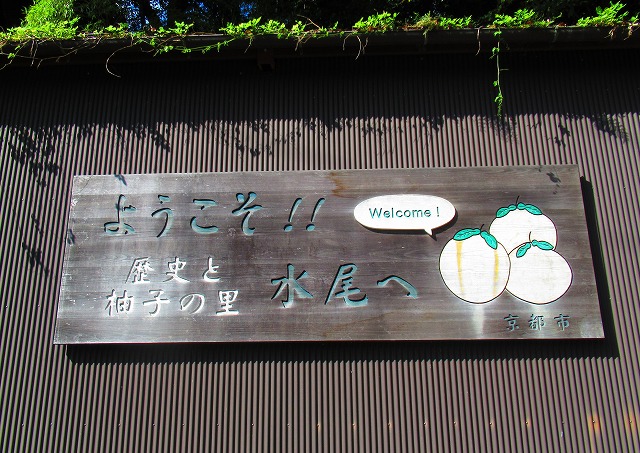 ようこそ!!
Welcome!
歴史と
柚子の里
水尾へ
京都市